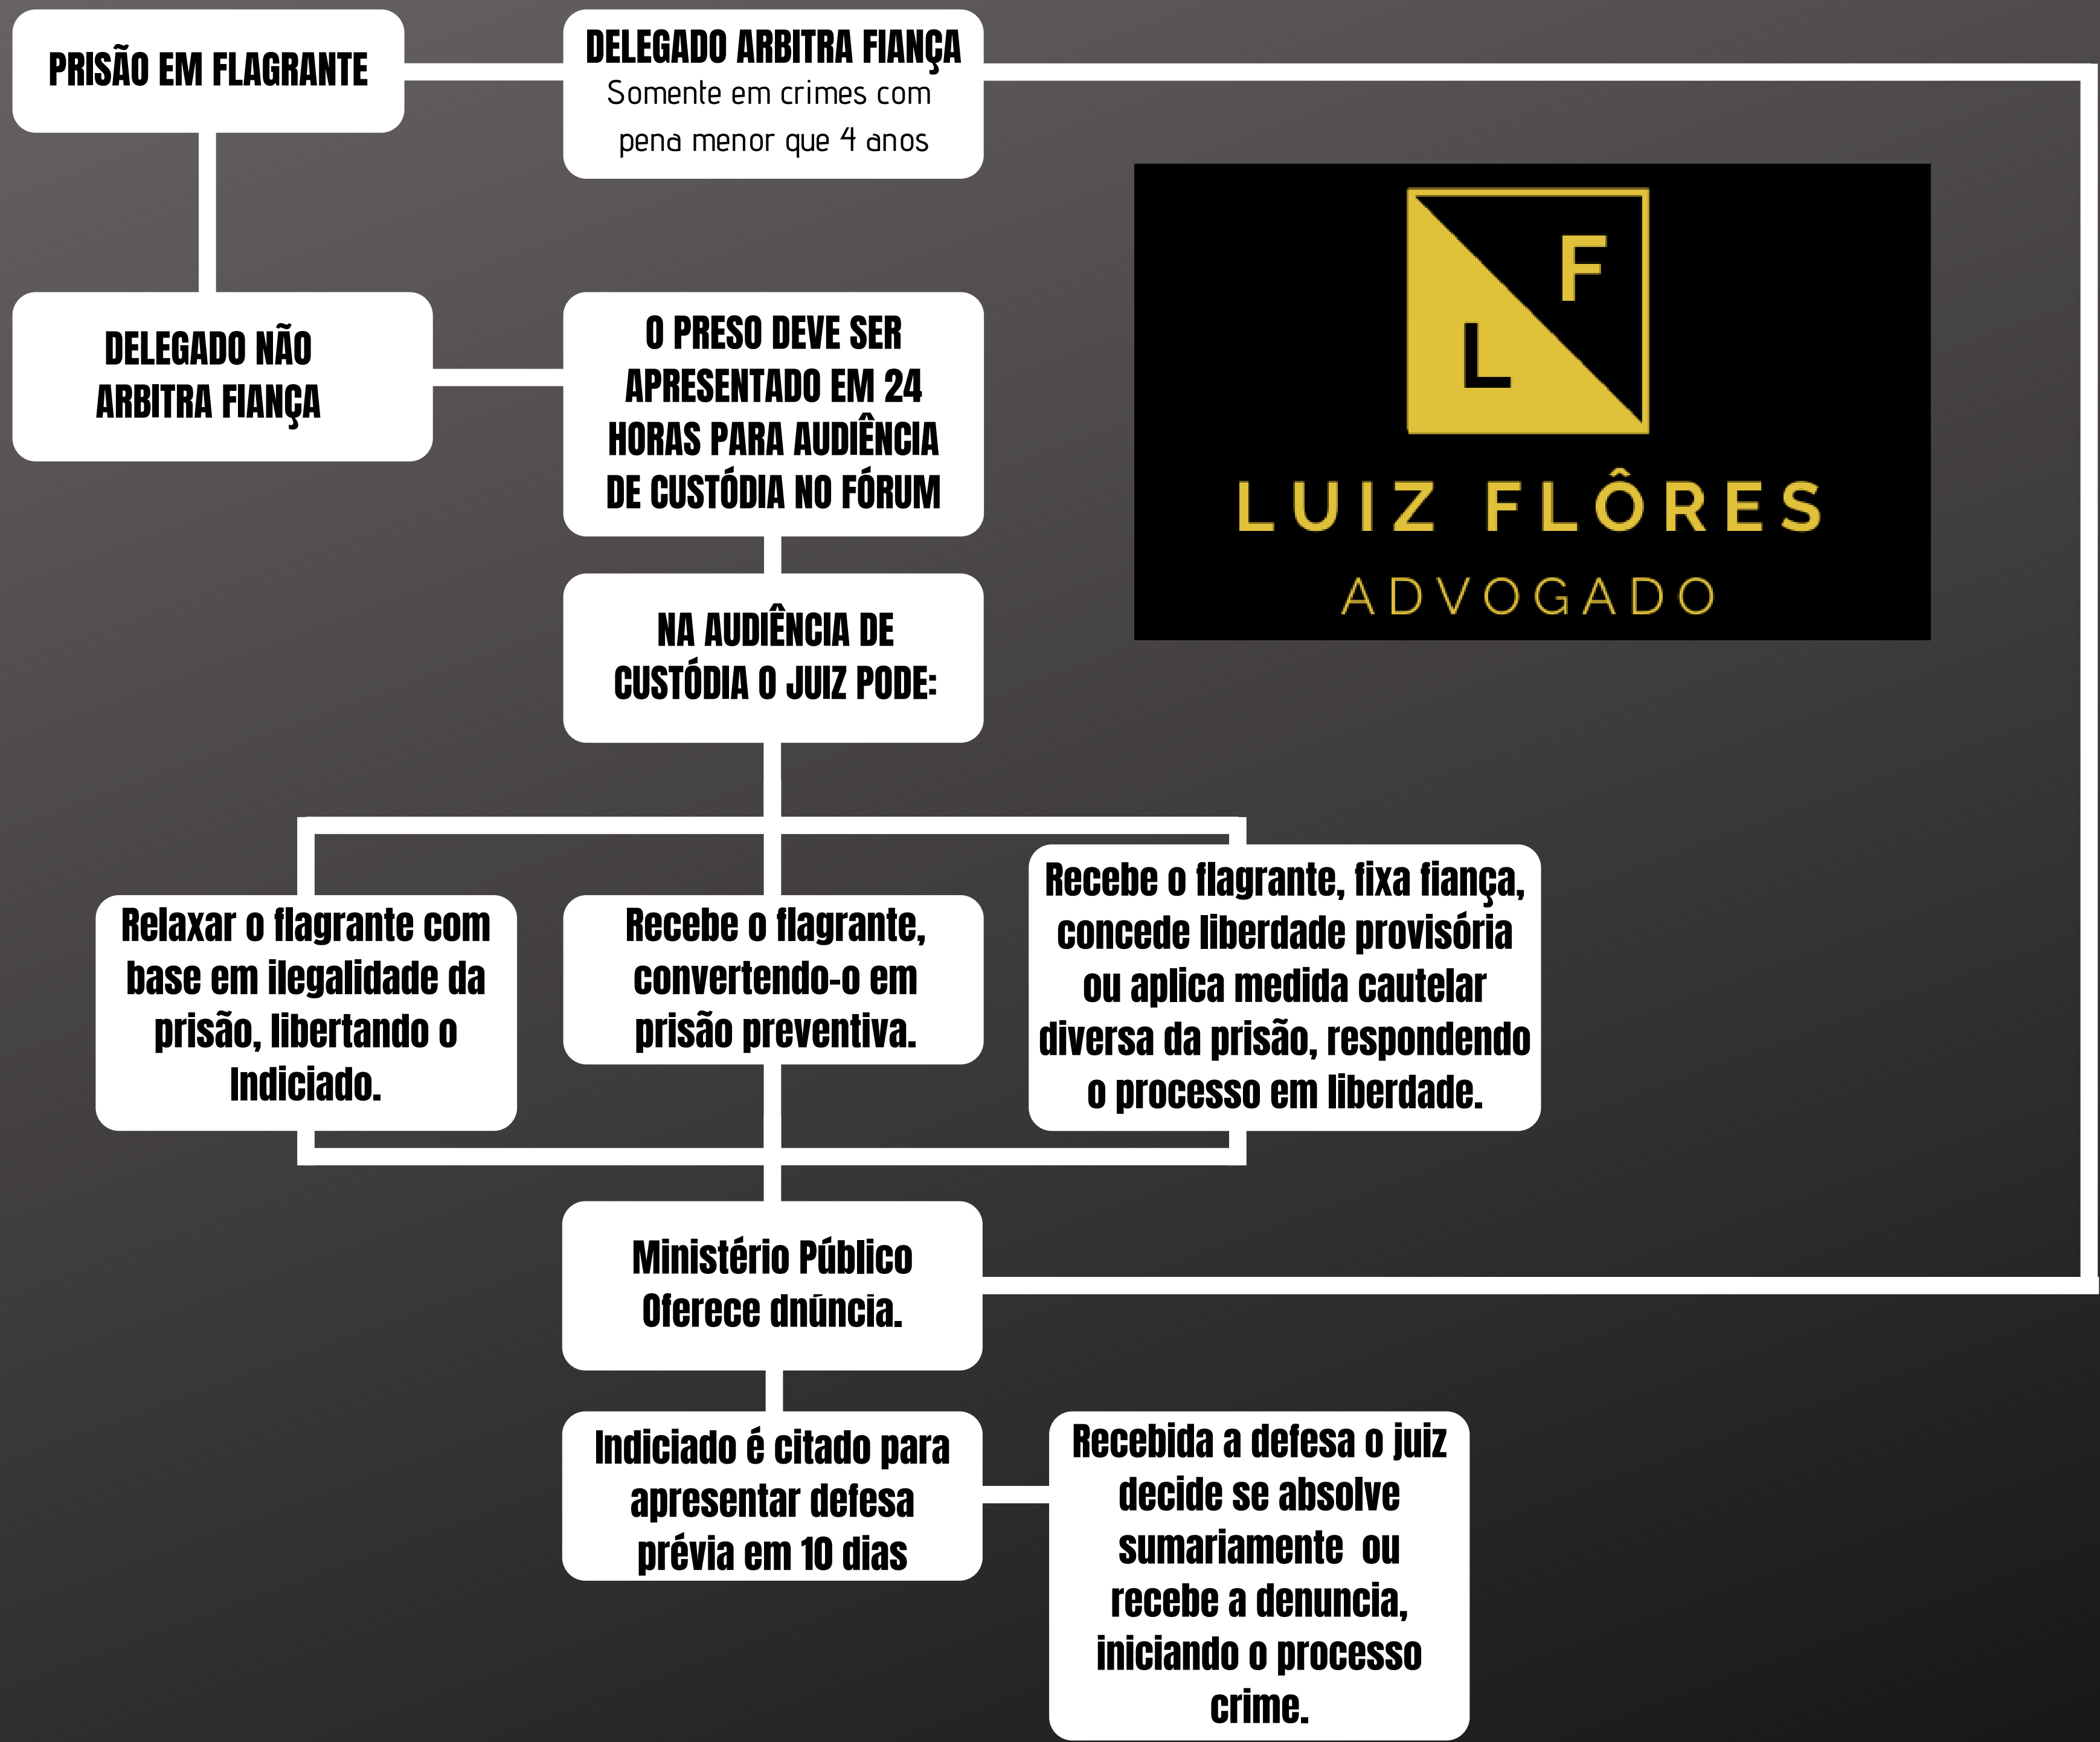 PRISÃO EM FLAGRANTE
DELEGADO ARBITRA FIANÇA
Somente em crimes com
pena menor que 4 anos
DELEGADO NÃO
ARBITRA FIANÇA
O PRESO DEVE SER
APRESENTADO EM 24
HORAS PARA AUDIÊNCIA
DE CUSTÓDIA NO FÓRUM
F
L
LUIZ FLÔRES
ADVOGADO
NA AUDIÊNCIA DE
CUSTÓDIA O JUIZ PODE:
Relaxar o flagrante com
base em ilegalidade da
prisão, libertando o
Indiciado.
Recebe o flagrante,
convertendo-o em
prisão preventiva.
Recebe o flagrante, fixa fiança,
concede liberdade provisória
ou aplica medida cautelar
diversa da prisão, respondendo
o processo em liberdade.
Ministério Público
Oferece dnúncia.
Indiciado é citado para
apresentar defesa
prévia em 10 dias
Recebida a defesa o juiz
decide se absolve
sumariamente  ou
recebe a denuncia,
iniciando o processo
crime.